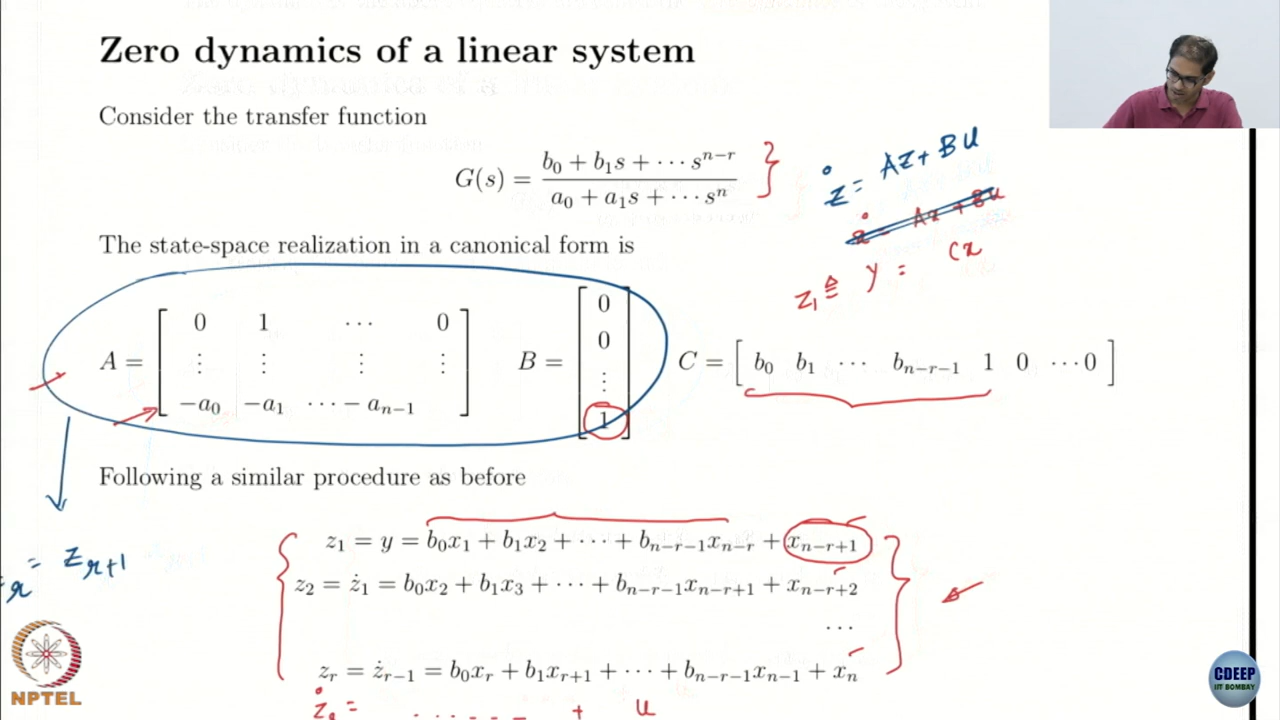 Zero dynamics of a linear system
Consider the transfer function
G(s) = \frac{b_0 + b_1 s + \cdots s^{n-r}}{a_0 + a_1 s + \cdots s^n}
ż = Az + Bu
z_1 ≜ y = Cx
The state-space realization in a canonical form is
A = [ 0 1 ⋯ 0 ; ⋮ ⋮ ⋮ ⋮ ; −a_0 −a_1 ⋯ − a_{n−1} ] B = [ 0 ; 0 ; ⋮ ; 1 ] C = [ b_0 b_1 ⋯ b_{n−r−1} 1 0 ⋯0 ]
Following a similar procedure as before
z_1 = y = b_0x_1 + b_1x_2 + ⋯ + b_{n−r−1}x_{n−r} + x_{n−r+1}
= z_{r+1}
z_2 = ż_1 = b_0x_2 + b_1x_3 + ⋯ + b_{n−r−1}x_{n−r+1} + x_{n−r+2}
⋯
z_r = ż_{r−1} = b_0x_r + b_1x_{r+1} + ⋯ + b_{n−r−1}x_{n−1} + x_n
= ------ + u
NPTEL
CDEEP
IIT BOMBAY